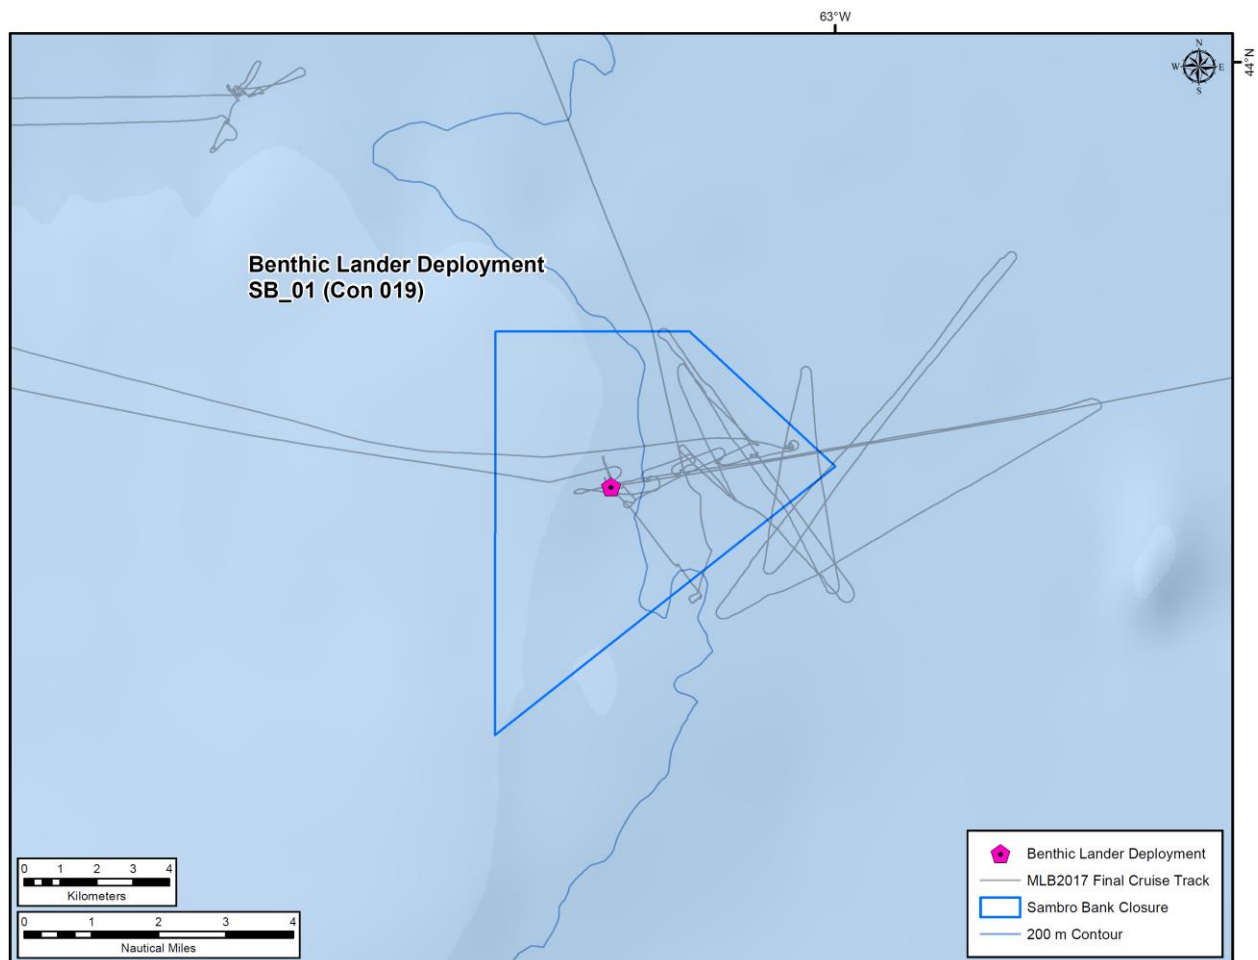 63°W
44°N
N
W E
S
Benthic Lander Deployment
SB_01 (Con 019)
0 1 2 3 4
Kilometers
0 1 2 3 4
Nautical Miles
Benthic Lander Deployment
MLB2017 Final Cruise Track
Sambro Bank Closure
200 m Contour